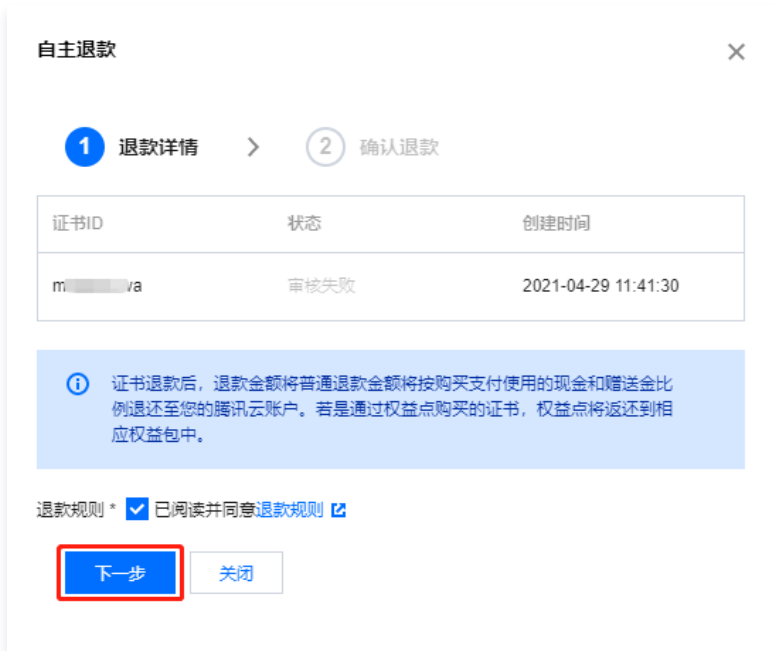 自主退款
1 退款详情 > 2 确认退款
证书ID 状态 创建时间
m va 审核失败 2021-04-29 11:41:30
证书退款后，退款金额将普通退款金额将按购买支付使用的现金和赠送金比
例退还至您的腾讯云账户。若是通过权益点购买的证书，权益点将返还到相
应权益包中。
退款规则 * 已阅读并同意退款规则
下一步 关闭